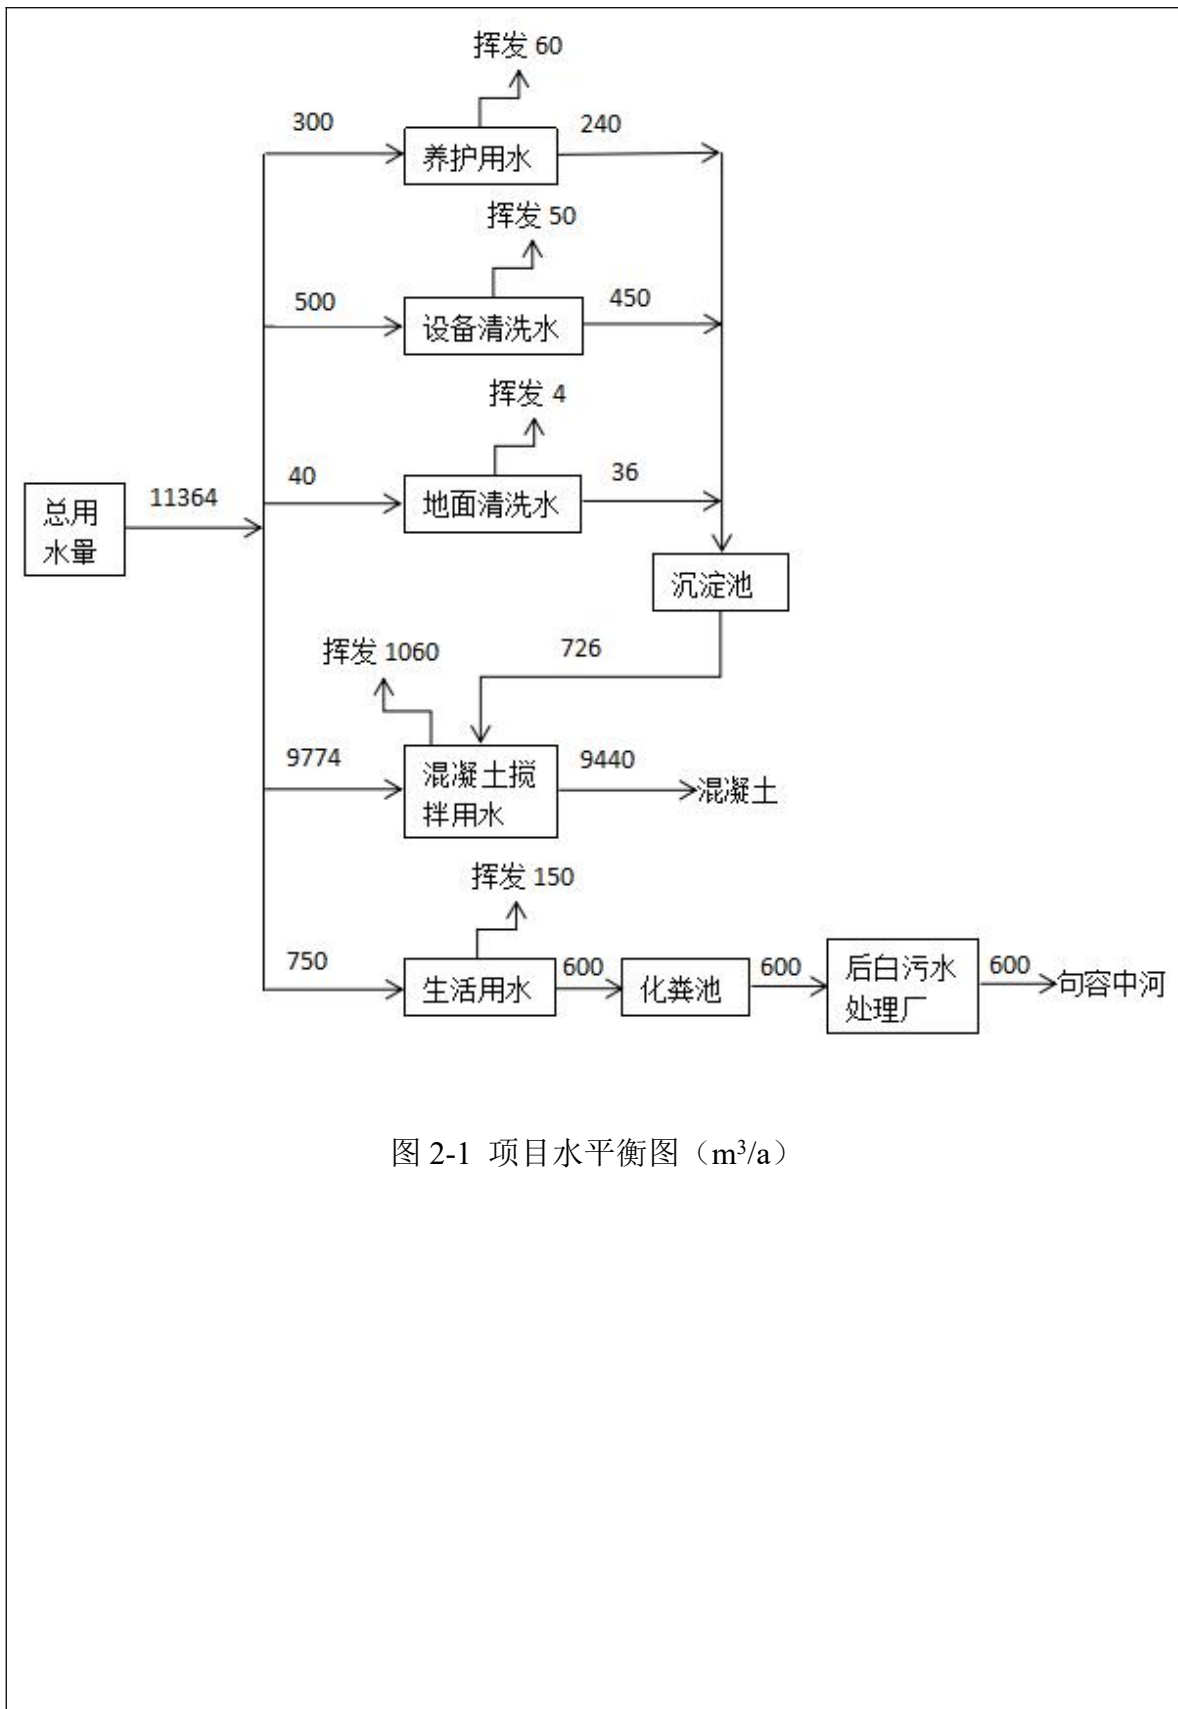 挥发 60
300
240
养护用水
挥发 50
500
450
设备清洗水
挥发 4
40
36
地面清洗水
11364
总用
水量
沉淀池
挥发 1060
726
9774
9440
混凝土搅
拌用水
混凝土
挥发 150
750
生活用水
600
化粪池
600
后白污水
处理厂
600
句容中河
图 2-1 项目水平衡图（m³/a）